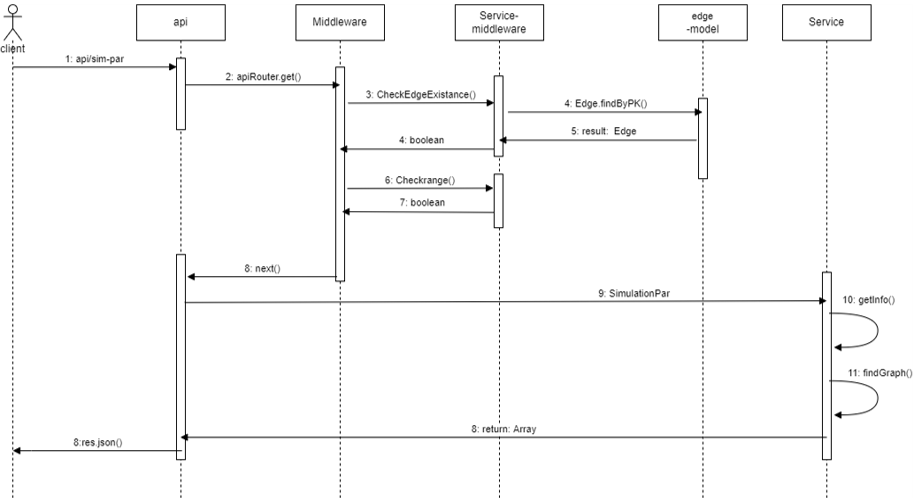 api
Middleware
Service-
middleware
edge
-model
Service
client
1: api/sim-par
2: apiRouter.get()
3: CheckEdgeExistance()
4: Edge.findByPK()
5: result: Edge
4: boolean
6: Checkrange()
7: boolean
8: next()
9: SimulationPar
10: getInfo()
11: findGraph()
8: return: Array
8:res.json()